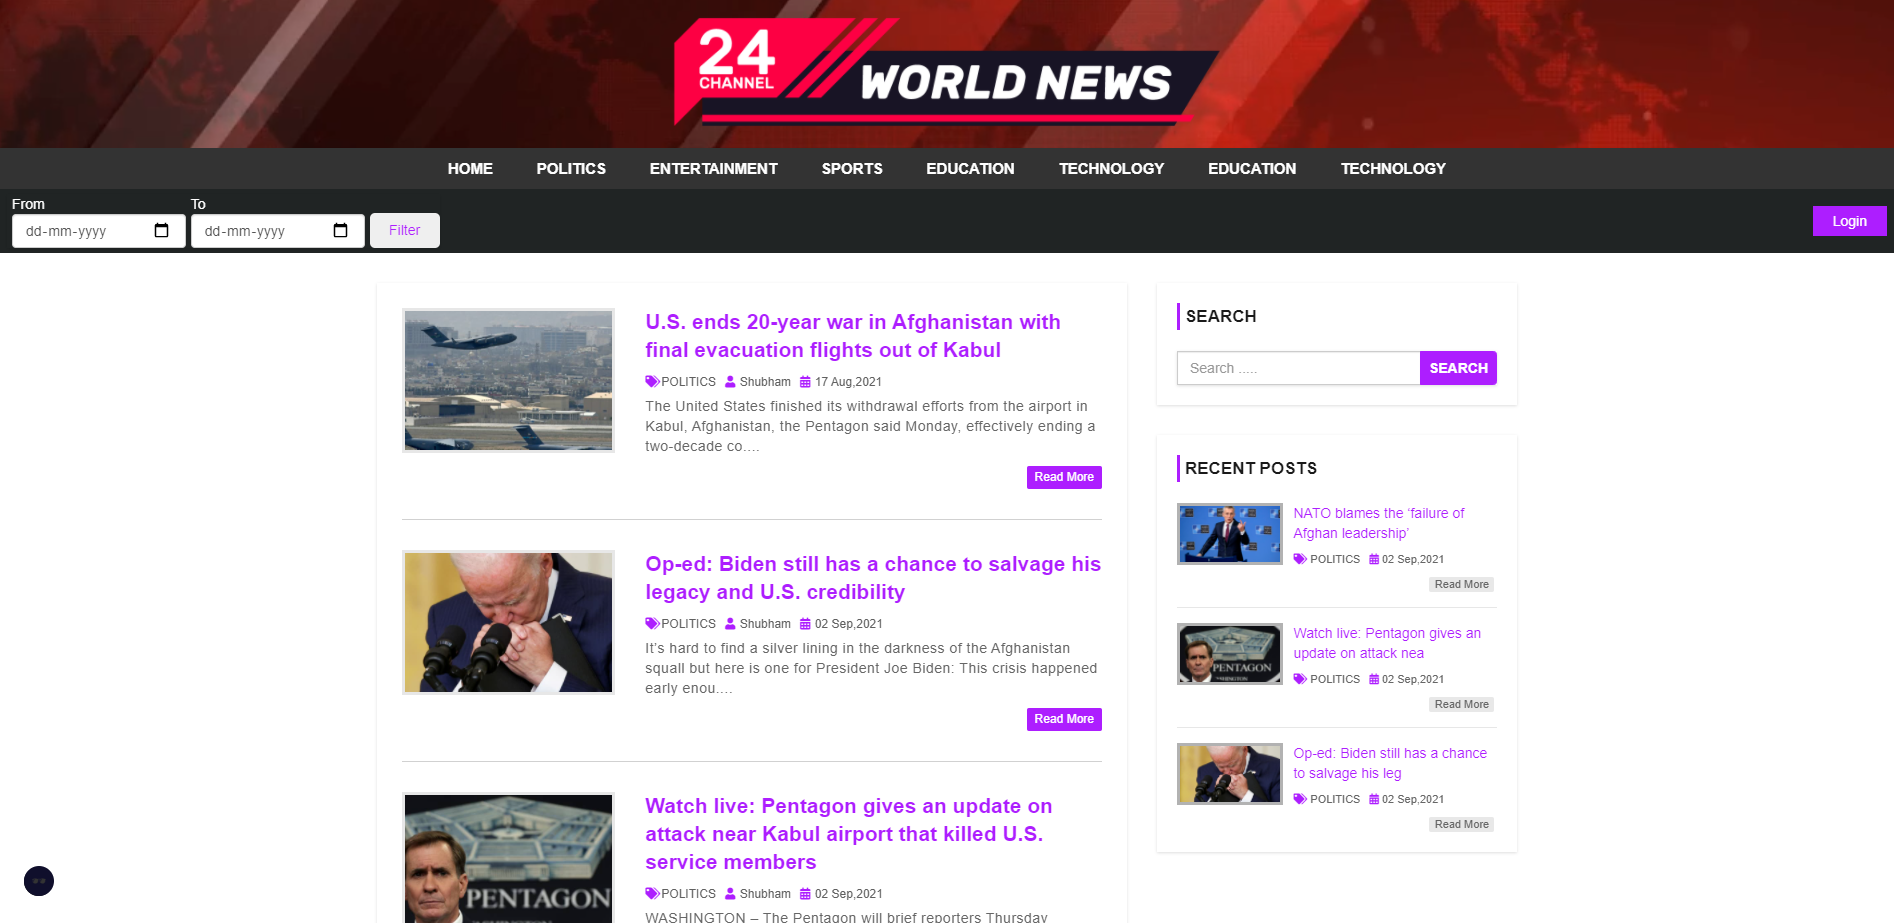 24
CHANNEL
WORLD NEWS
HOME POLITICS ENTERTAINMENT SPORTS EDUCATION TECHNOLOGY EDUCATION TECHNOLOGY
From To
dd-mm-yyyy dd-mm-yyyy Filter
Login
U.S. ends 20-year war in Afghanistan with
final evacuation flights out of Kabul
POLITICS Shubham 17 Aug,2021
The United States finished its withdrawal efforts from the airport in
Kabul, Afghanistan, the Pentagon said Monday, effectively ending a
two-decade co....
Read More
Op-ed: Biden still has a chance to salvage his
legacy and U.S. credibility
POLITICS Shubham 02 Sep,2021
It’s hard to find a silver lining in the darkness of the Afghanistan
squall but here is one for President Joe Biden: This crisis happened
early enou....
Read More
PENTAGON
Watch live: Pentagon gives an update on
attack near Kabul airport that killed U.S.
service members
POLITICS Shubham 02 Sep,2021
WASHINGTON – The Pentagon will brief reporters Thursday
SEARCH
Search .....
SEARCH
RECENT POSTS
NATO blames the ‘failure of
Afghan leadership’
POLITICS 02 Sep,2021
Read More
PENTAGON
Watch live: Pentagon gives an
update on attack nea
POLITICS 02 Sep,2021
Read More
Op-ed: Biden still has a chance
to salvage his leg
POLITICS 02 Sep,2021
Read More